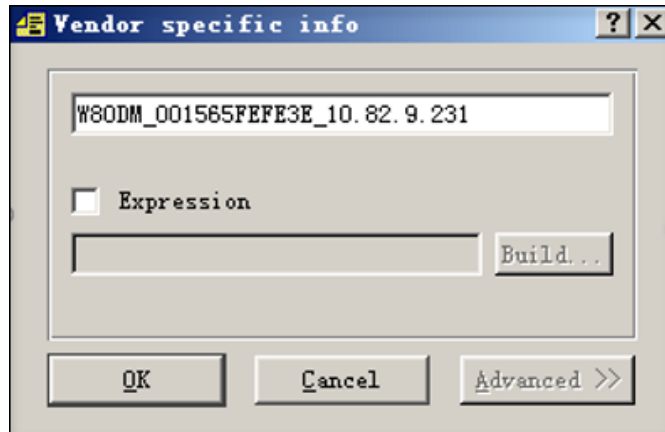 Vendor specific info
W80DM_001565FEFE3E_10.82.9.231
Expression
Build...
OK
Cancel
Advanced >>